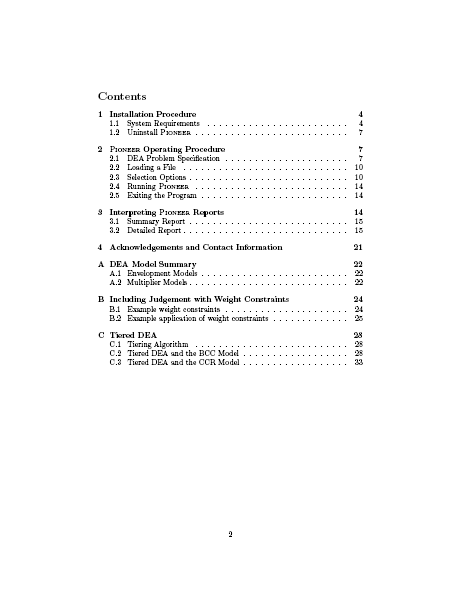 Contents
1 Installation Procedure 4
1.1 System Requirements . . . . . . . . . . . . . . . . . . . . . . . . 4
1.2 Uninstall Pioneer . . . . . . . . . . . . . . . . . . . . . . . . . . 7
2 Pioneer Operating Procedure 7
2.1 DEA Problem Specification . . . . . . . . . . . . . . . . . . . . . 7
2.2 Loading a File . . . . . . . . . . . . . . . . . . . . . . . . . . . . 10
2.3 Selection Options . . . . . . . . . . . . . . . . . . . . . . . . . . . 10
2.4 Running Pioneer . . . . . . . . . . . . . . . . . . . . . . . . . . 14
2.5 Exiting the Program . . . . . . . . . . . . . . . . . . . . . . . . . 14
3 Interpreting Pioneer Reports 14
3.1 Summary Report . . . . . . . . . . . . . . . . . . . . . . . . . . . 15
3.2 Detailed Report . . . . . . . . . . . . . . . . . . . . . . . . . . . . 15
4 Acknowledgements and Contact Information 21
A DEA Model Summary 22
A.1 Envelopment Models . . . . . . . . . . . . . . . . . . . . . . . . . 22
A.2 Multiplier Models . . . . . . . . . . . . . . . . . . . . . . . . . . . 22
B Including Judgement with Weight Constraints 24
B.1 Example weight constraints . . . . . . . . . . . . . . . . . . . . . 24
B.2 Example application of weight constraints . . . . . . . . . . . . . 25
C Tiered DEA 28
C.1 Tiering Algorithm . . . . . . . . . . . . . . . . . . . . . . . . . . 28
C.2 Tiered DEA and the BCC Model . . . . . . . . . . . . . . . . . . 28
C.3 Tiered DEA and the CCR Model . . . . . . . . . . . . . . . . . . 33
2